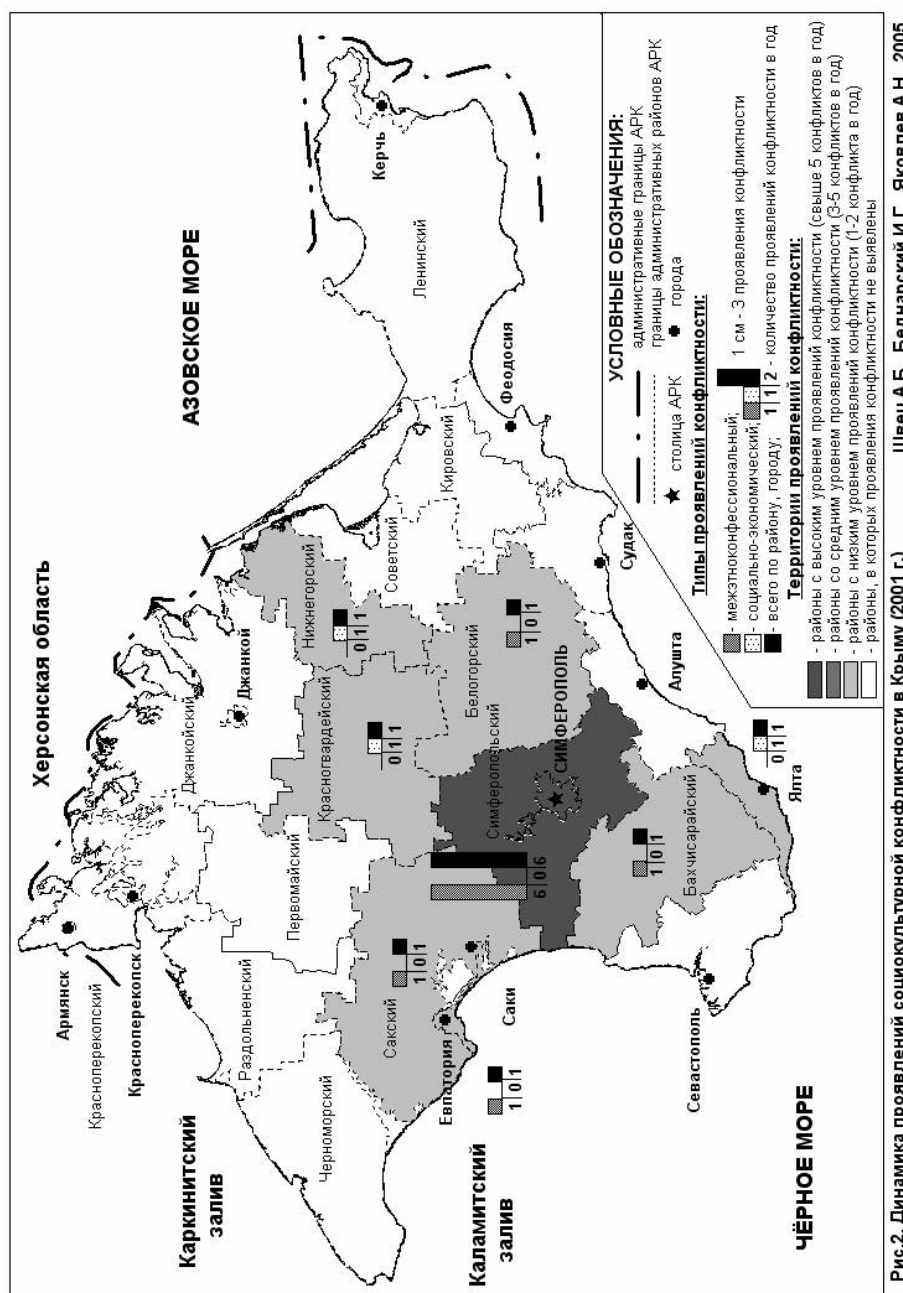 Херсонская область
АЗОВСКОЕ МОРЕ
Армянск
Красноперекопский
Красноперекопск
Каркинитский
залив
Джанкойский
Джанкой
Раздольненский
Первомайский
Черноморский
Нижнегорский
0 1 1
Красногвардейский
0 1 1
Советский
Кировский
Ленинский
Керчь
Феодосия
Сакский
1 0 1
Евпатория
1 0 1
Саки
Каламитский
залив
6 0 6
Симферопольский
СИМФЕРОПОЛЬ
Белогорский
1 0 1
Судак
Алушта
Бахчисарайский
1 0 1
Ялта
0 1 1
Севастополь
ЧЁРНОЕ МОРЕ
УСЛОВНЫЕ ОБОЗНАЧЕНИЯ:
административные границы АРК
границы административных районов АРК
столица АРК
города
Типы проявлений конфликтности:
- межэтноконфессиональный;
- социально-экономический;
- всего по району, городу;
1 см - 3 проявления конфликтности
1 1 2 - количество проявлений конфликтности в год
Территории проявлений конфликтности:
- районы с высоким уровнем проявлений конфликтности (свыше 5 конфликтов в год)
- районы со средним уровнем проявлений конфликтности (3-5 конфликтов в год)
- районы с низким уровнем проявлений конфликтности (1-2 конфликта в год)
- районы, в которых проявления конфликтности не выявлены
Рис.2. Динамика проявлений социокультурной конфликтности в Крыму (2001 г.) Швец А.Б., Беднарский И.Г., Яковлев А.Н., 2005